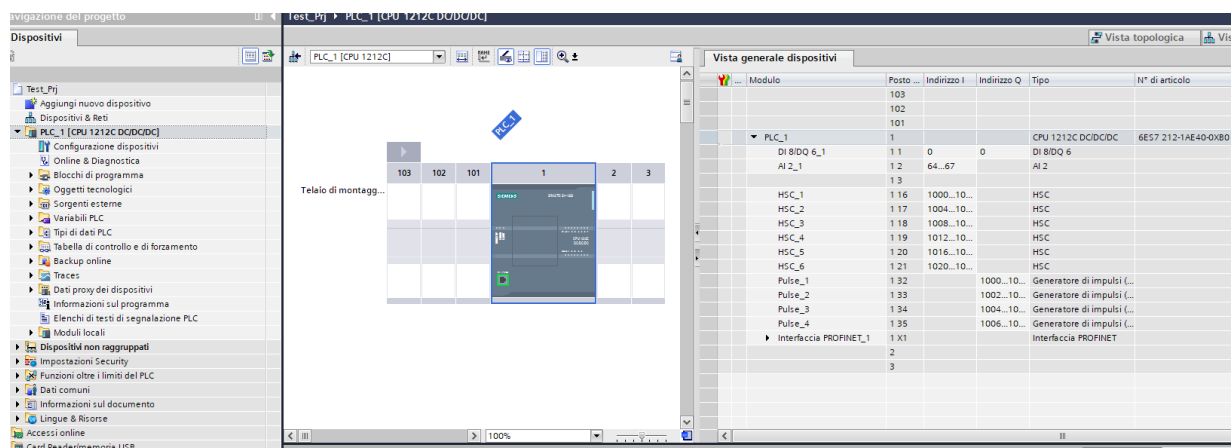 avigazione del progetto
Test_Prj ▸ PLC_1 [CPU 1212C DC/DC/DC]
Dispositivi
Vista topologica
Vis
PLC_1 [CPU 1212C]
Vista generale dispositivi
Test_Prj
Aggiungi nuovo dispositivo
Dispositivi & Reti
PLC_1 [CPU 1212C DC/DC/DC]
Configurazione dispositivi
Online & Diagnostica
Blocchi di programma
Oggetti tecnologici
Sorgenti esterne
Variabili PLC
Tipi di dati PLC
Tabella di controllo e di forzamento
Backup online
Traces
Dati proxy dei dispositivi
Informazioni sul programma
Elenchi di testi di segnalazione PLC
Moduli locali
Dispositivi non raggruppati
Impostazioni Security
Funzioni oltre i limiti del PLC
Dati comuni
Informazioni sul documento
Lingue & Risorse
Accessi online
Card Reader/memoria USB
PLC_1
103 102 101 1 2 3
Telaio di montagg...
SIEMENS
100%
... Modulo Posto ... Indirizzo I Indirizzo Q Tipo N° di articolo
103
102
101
PLC_1 1 CPU 1212C DC/DC/DC 6ES7 212-1AE40-0XB0
DI 8/DQ 6_1 1 1 0 0 DI 8/DQ 6
AI 2_1 1 2 64...67 AI 2
1 3
HSC_1 1 16 1000...10... HSC
HSC_2 1 17 1004...10... HSC
HSC_3 1 18 1008...10... HSC
HSC_4 1 19 1012...10... HSC
HSC_5 1 20 1016...10... HSC
HSC_6 1 21 1020...10... HSC
Pulse_1 1 32 1000...10... Generatore di impulsi (...
Pulse_2 1 33 1002...10... Generatore di impulsi (...
Pulse_3 1 34 1004...10... Generatore di impulsi (...
Pulse_4 1 35 1006...10... Generatore di impulsi (...
Interfaccia PROFINET_1 1 X1 Interfaccia PROFINET
2
3